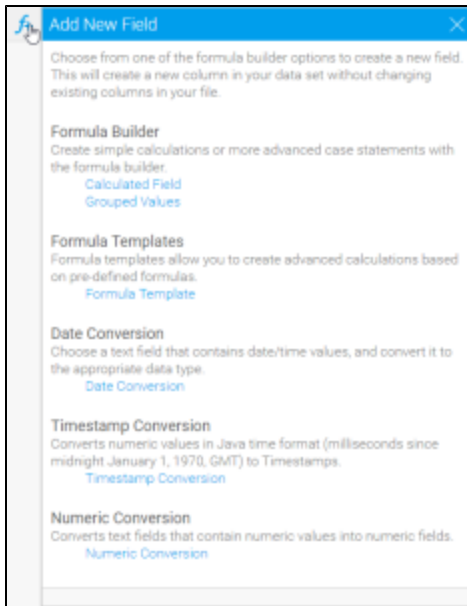 Add New Field
Choose from one of the formula builder options to create a new field.
This will create a new column in your data set without changing
existing columns in your file.
Formula Builder
Create simple calculations or more advanced case statements with
the formula builder.
Calculated Field
Grouped Values
Formula Templates
Formula templates allow you to create advanced calculations based
on pre-defined formulas.
Formula Template
Date Conversion
Choose a text field that contains date/time values, and convert it to
the appropriate data type.
Date Conversion
Timestamp Conversion
Converts numeric values in Java time format (milliseconds since
midnight January 1, 1970, GMT) to Timestamps.
Timestamp Conversion
Numeric Conversion
Converts text fields that contain numeric values into numeric fields.
Numeric Conversion